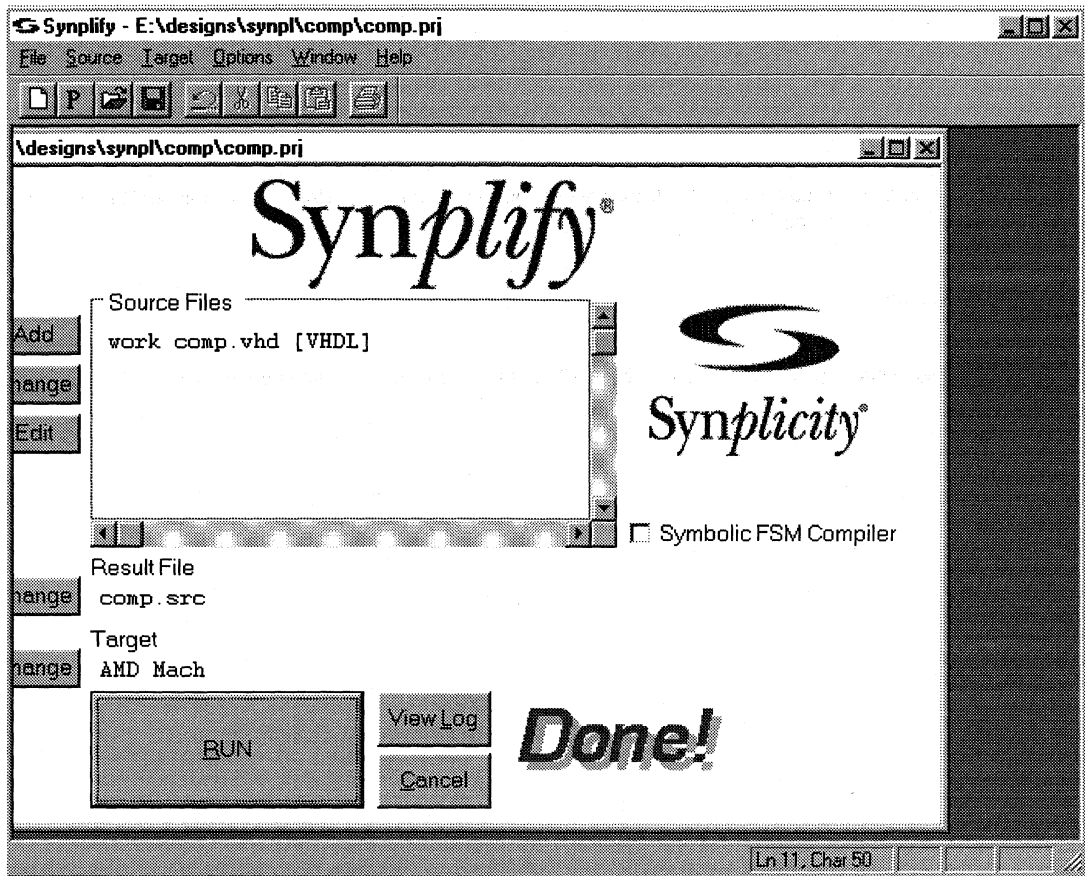 Synplify - E:\designs\synpl\comp\comp.prj
File Source Target Options Window Help
P
\designs\synpl\comp\comp.prj
Synplify®
Source Files
Add
work comp.vhd [VHDL]
hange
Edit
Synplicity®
Symbolic FSM Compiler
Result File
hange
comp.src
Target
hange
AMD Mach
RUN
View Log
Cancel
Done!
Ln 11, Char 50